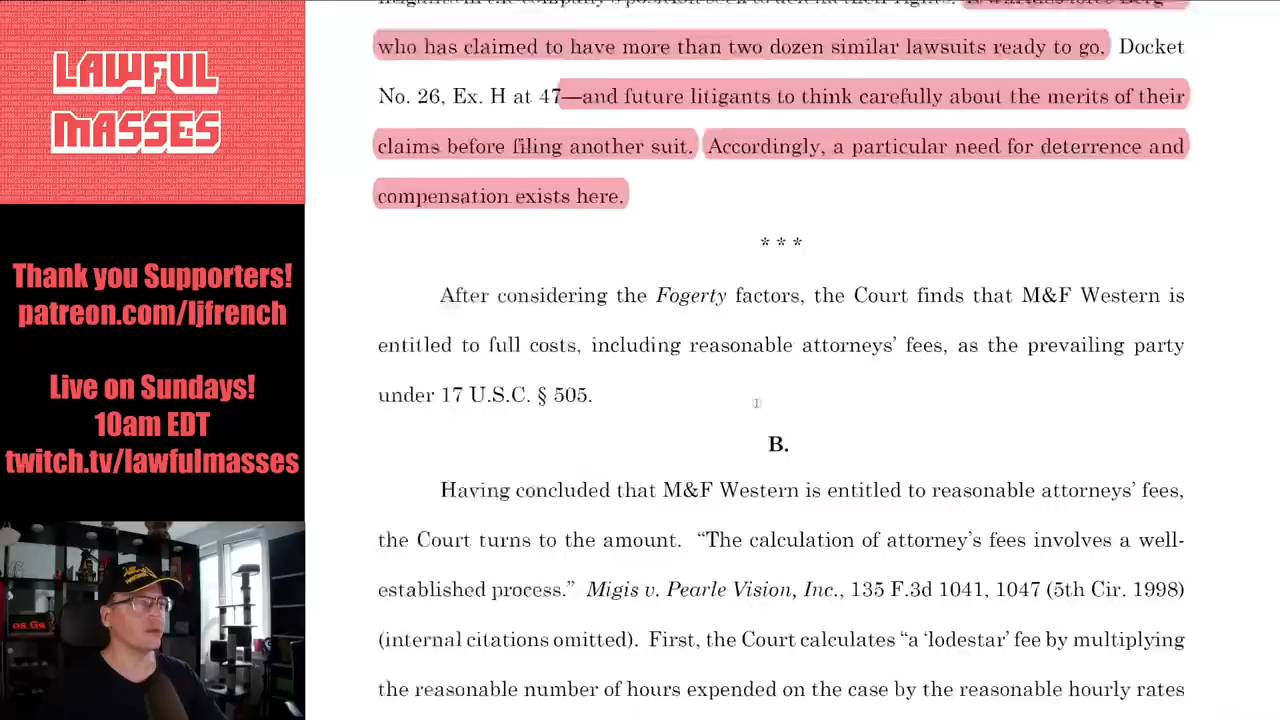 LAWFUL
MASSES
Thank you Supporters!
patreon.com/ljfrench
Live on Sundays!
10am EDT
twitch.tv/lawfulmasses
who has claimed to have more than two dozen similar lawsuits ready to go. Docket
No. 26, Ex. H at 47—and future litigants to think carefully about the merits of their
claims before filing another suit. Accordingly, a particular need for deterrence and
compensation exists here.
* * *
After considering the Fogerty factors, the Court finds that M&F Western is
entitled to full costs, including reasonable attorneys’ fees, as the prevailing party
under 17 U.S.C. § 505.
B.
Having concluded that M&F Western is entitled to reasonable attorneys’ fees,
the Court turns to the amount. “The calculation of attorney’s fees involves a well-
established process.” Migis v. Pearle Vision, Inc., 135 F.3d 1041, 1047 (5th Cir. 1998)
(internal citations omitted). First, the Court calculates “a ‘lodestar’ fee by multiplying
the reasonable number of hours expended on the case by the reasonable hourly rates